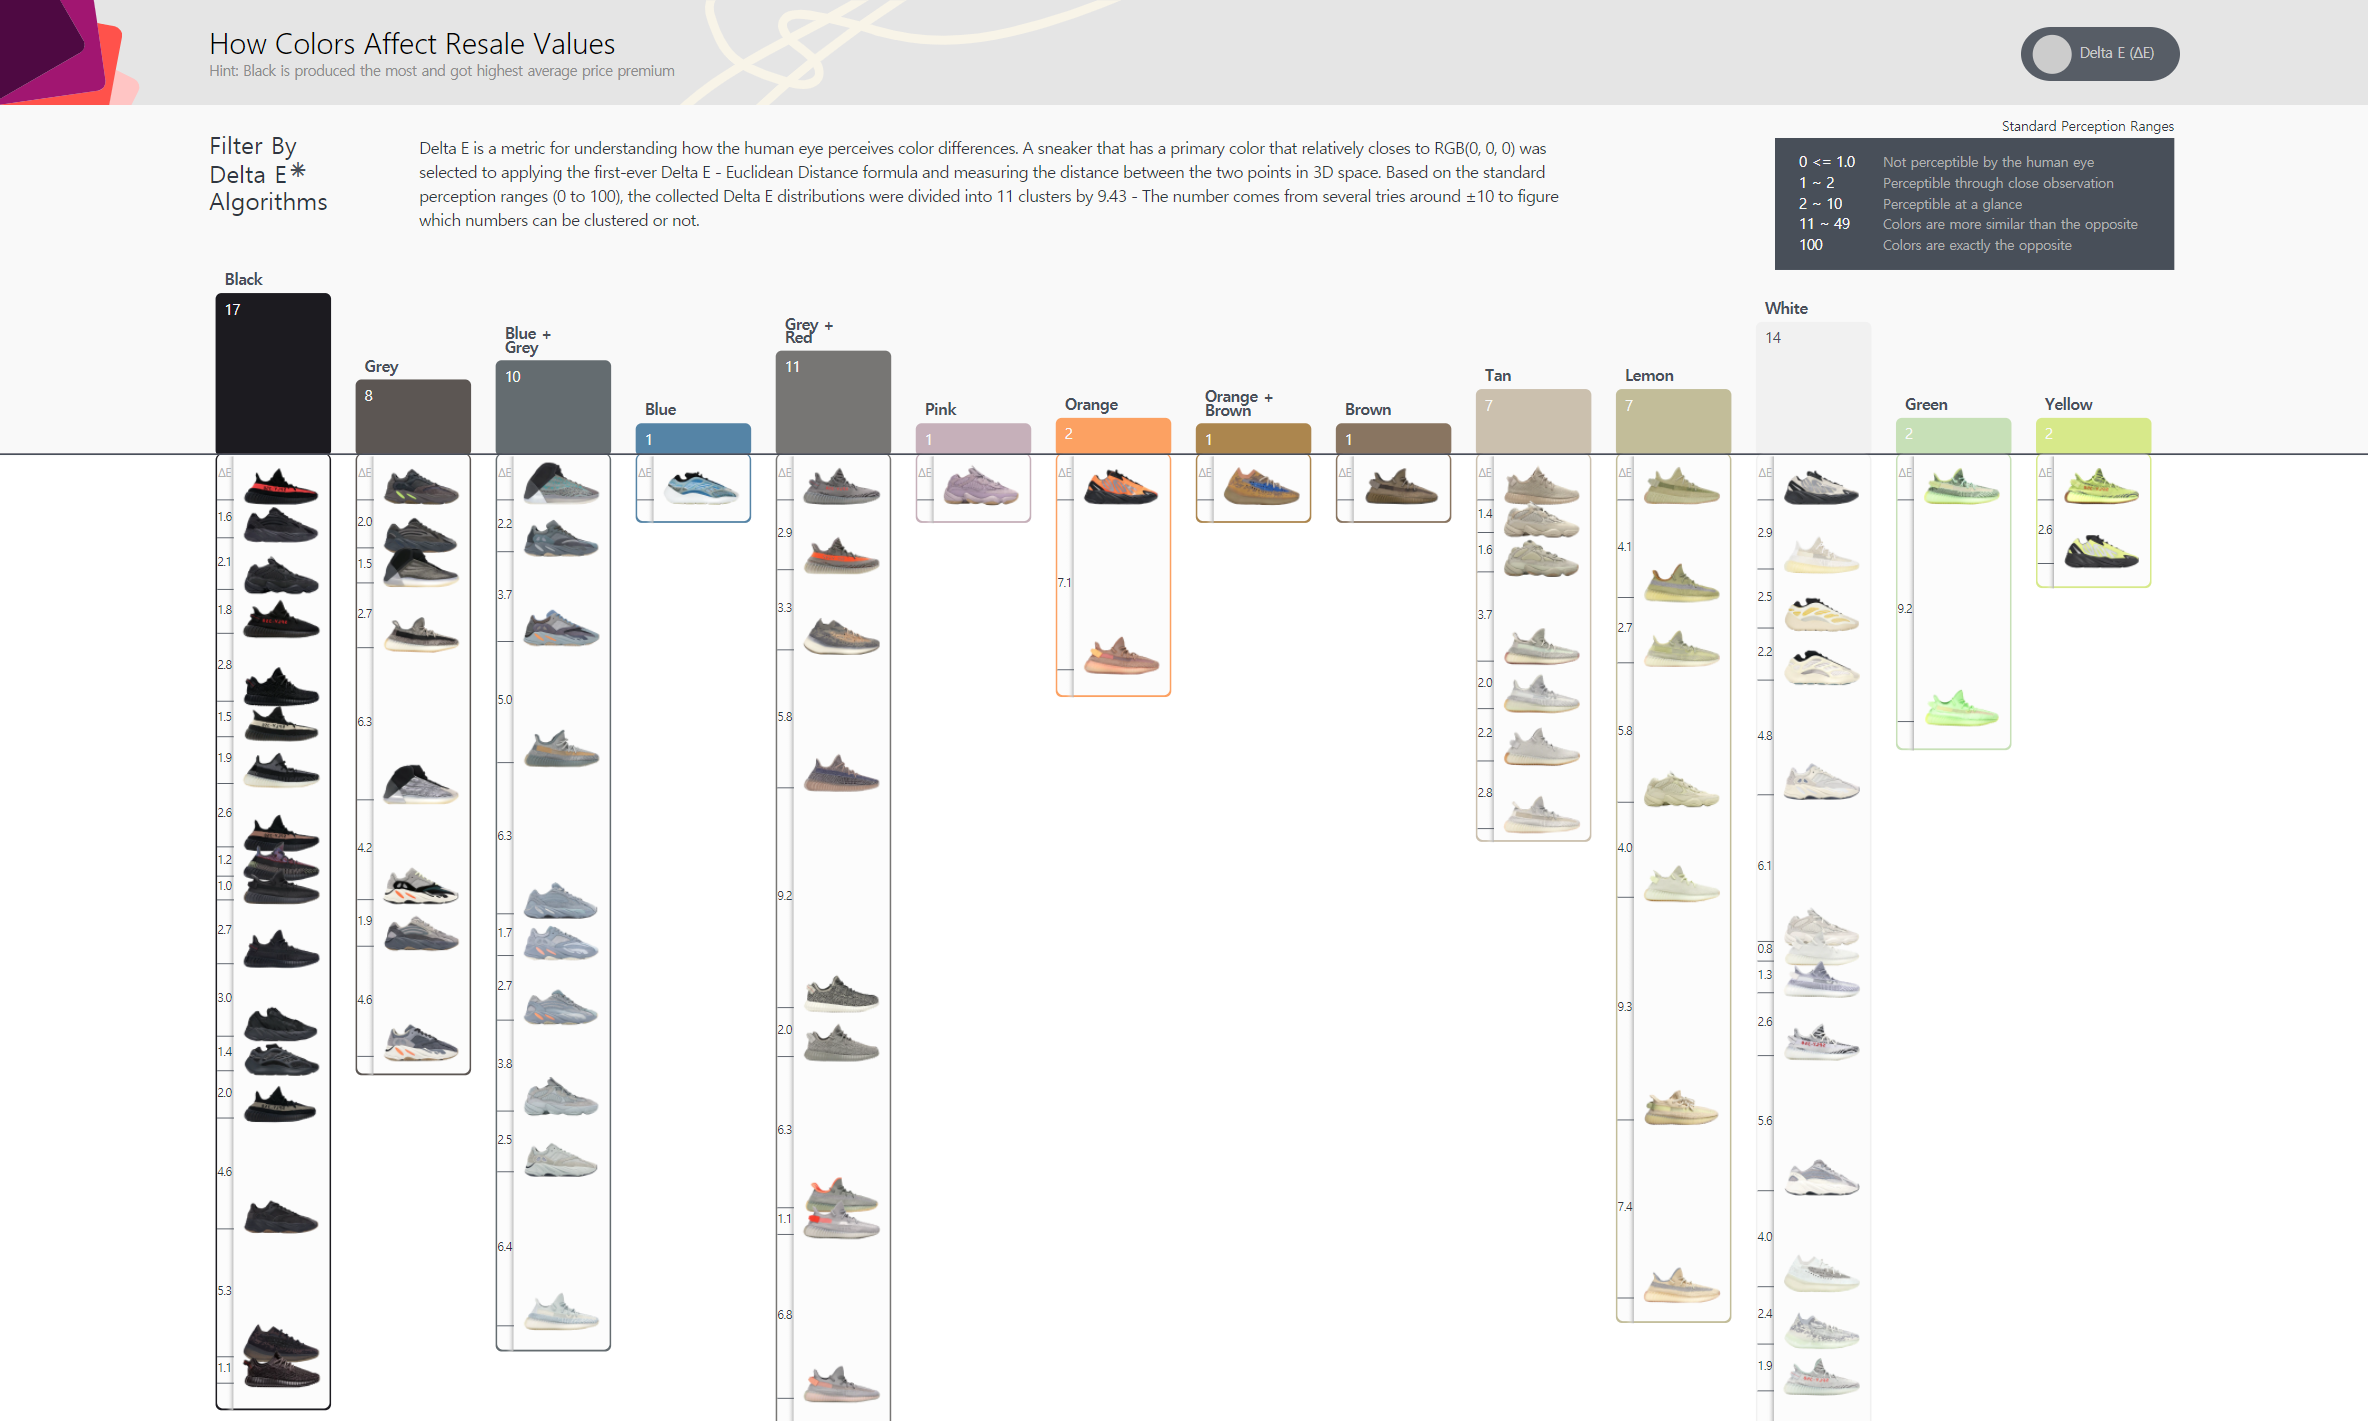 How Colors Affect Resale Values
Hint: Black is produced the most and got highest average price premium
Delta E (ΔE)
Filter By
Delta E*
Algorithms
Delta E is a metric for understanding how the human eye perceives color differences. A sneaker that has a primary color that relatively closes to RGB(0, 0, 0) was
selected to applying the first-ever Delta E - Euclidean Distance formula and measuring the distance between the two points in 3D space. Based on the standard
perception ranges (0 to 100), the collected Delta E distributions were divided into 11 clusters by 9.43 - The number comes from several tries around ±10 to figure
which numbers can be clustered or not.
Standard Perception Ranges
0 <= 1.0 Not perceptible by the human eye
1 ~ 2 Perceptible through close observation
2 ~ 10 Perceptible at a glance
11 ~ 49 Colors are more similar than the opposite
100 Colors are exactly the opposite
Black
17
ΔE
1.6
2.1
1.8
2.8
1.5
1.9
2.6
1.2
1.0
2.7
3.0
1.4
2.0
4.6
5.3
1.1
Grey
8
ΔE
2.0
1.5
2.7
6.3
4.2
1.9
4.6
Blue +
Grey
10
ΔE
2.2
3.7
5.0
6.3
1.7
2.7
3.8
2.5
6.4
Blue
1
ΔE
Grey +
Red
11
ΔE
2.9
3.3
5.8
9.2
2.0
6.3
1.1
6.8
Pink
1
ΔE
Orange
2
ΔE
7.1
Orange +
Brown
1
ΔE
Brown
1
ΔE
Tan
7
ΔE
1.4
1.6
3.7
2.0
2.2
2.8
Lemon
7
ΔE
4.1
2.7
5.8
4.0
9.3
7.4
White
14
ΔE
2.9
2.5
2.2
4.8
6.1
0.8
1.3
2.6
5.6
4.0
2.4
1.9
Green
2
ΔE
9.2
Yellow
2
ΔE
2.6